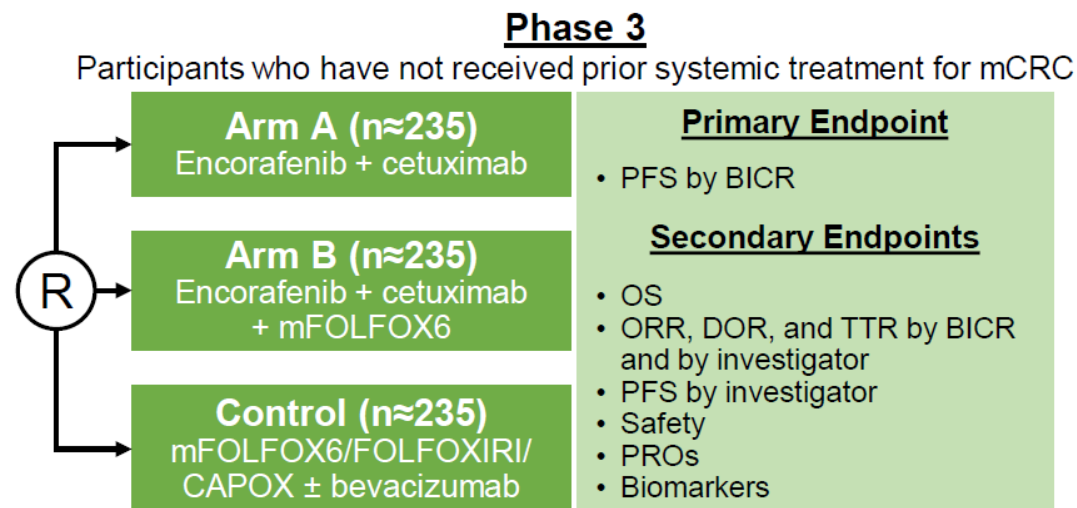 Phase 3
Participants who have not received prior systemic treatment for mCRC
R
Arm A (n≈235)
Encorafenib + cetuximab
Arm B (n≈235)
Encorafenib + cetuximab
+ mFOLFOX6
Control (n≈235)
mFOLFOX6/FOLFOXIRI/
CAPOX ± bevacizumab
Primary Endpoint
• PFS by BICR
Secondary Endpoints
• OS
• ORR, DOR, and TTR by BICR
and by investigator
• PFS by investigator
• Safety
• PROs
• Biomarkers